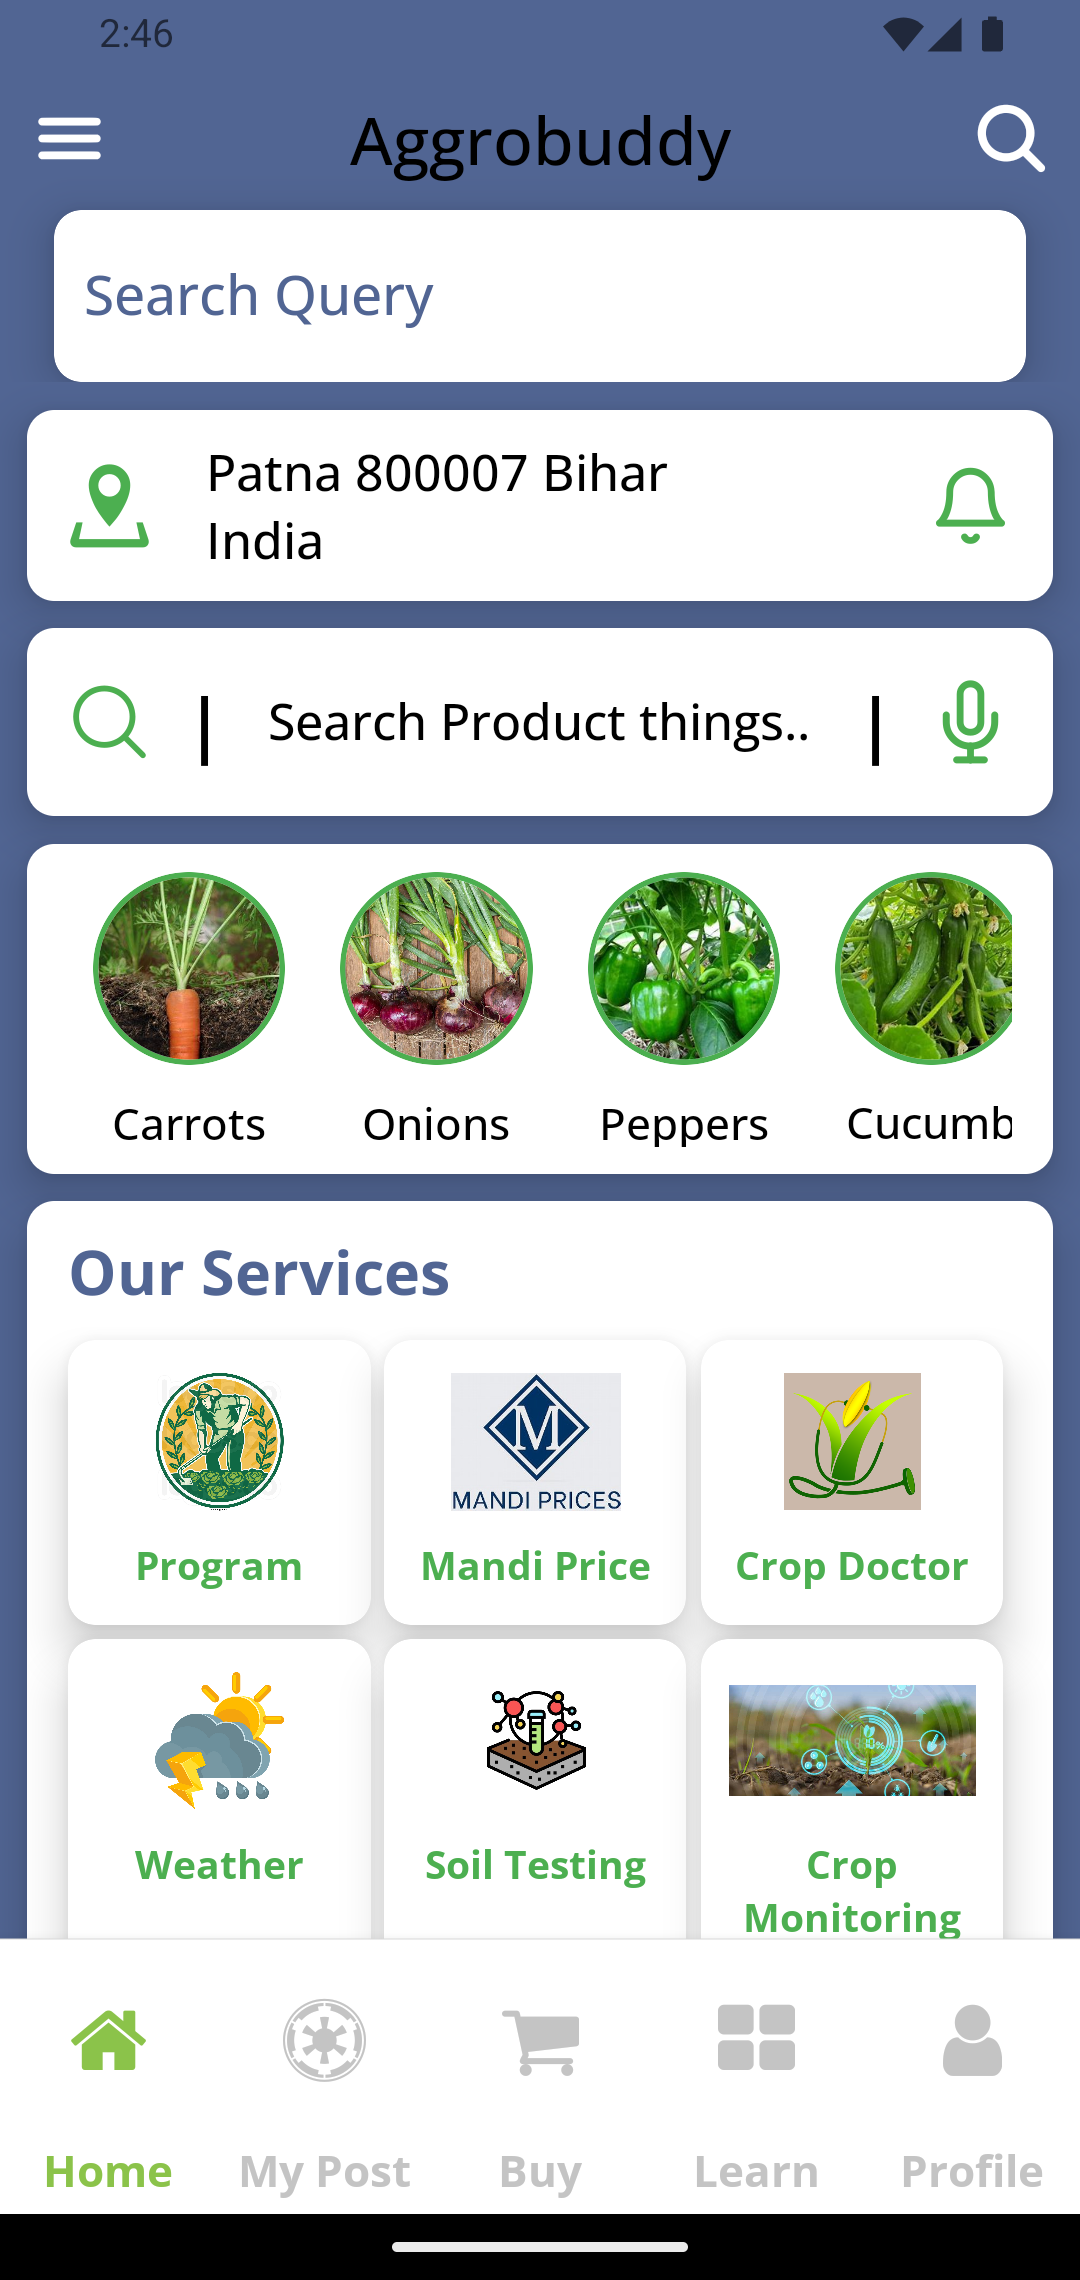 2:46
Aggrobuddy
Search Query
Patna 800007 Bihar
India
Search Product things..
Carrots
Onions
Peppers
Cucumb
Our Services
M
MANDI PRICES
Program
Mandi Price
Crop Doctor
Weather
Soil Testing
Crop
Monitoring
Home
My Post
Buy
Learn
Profile